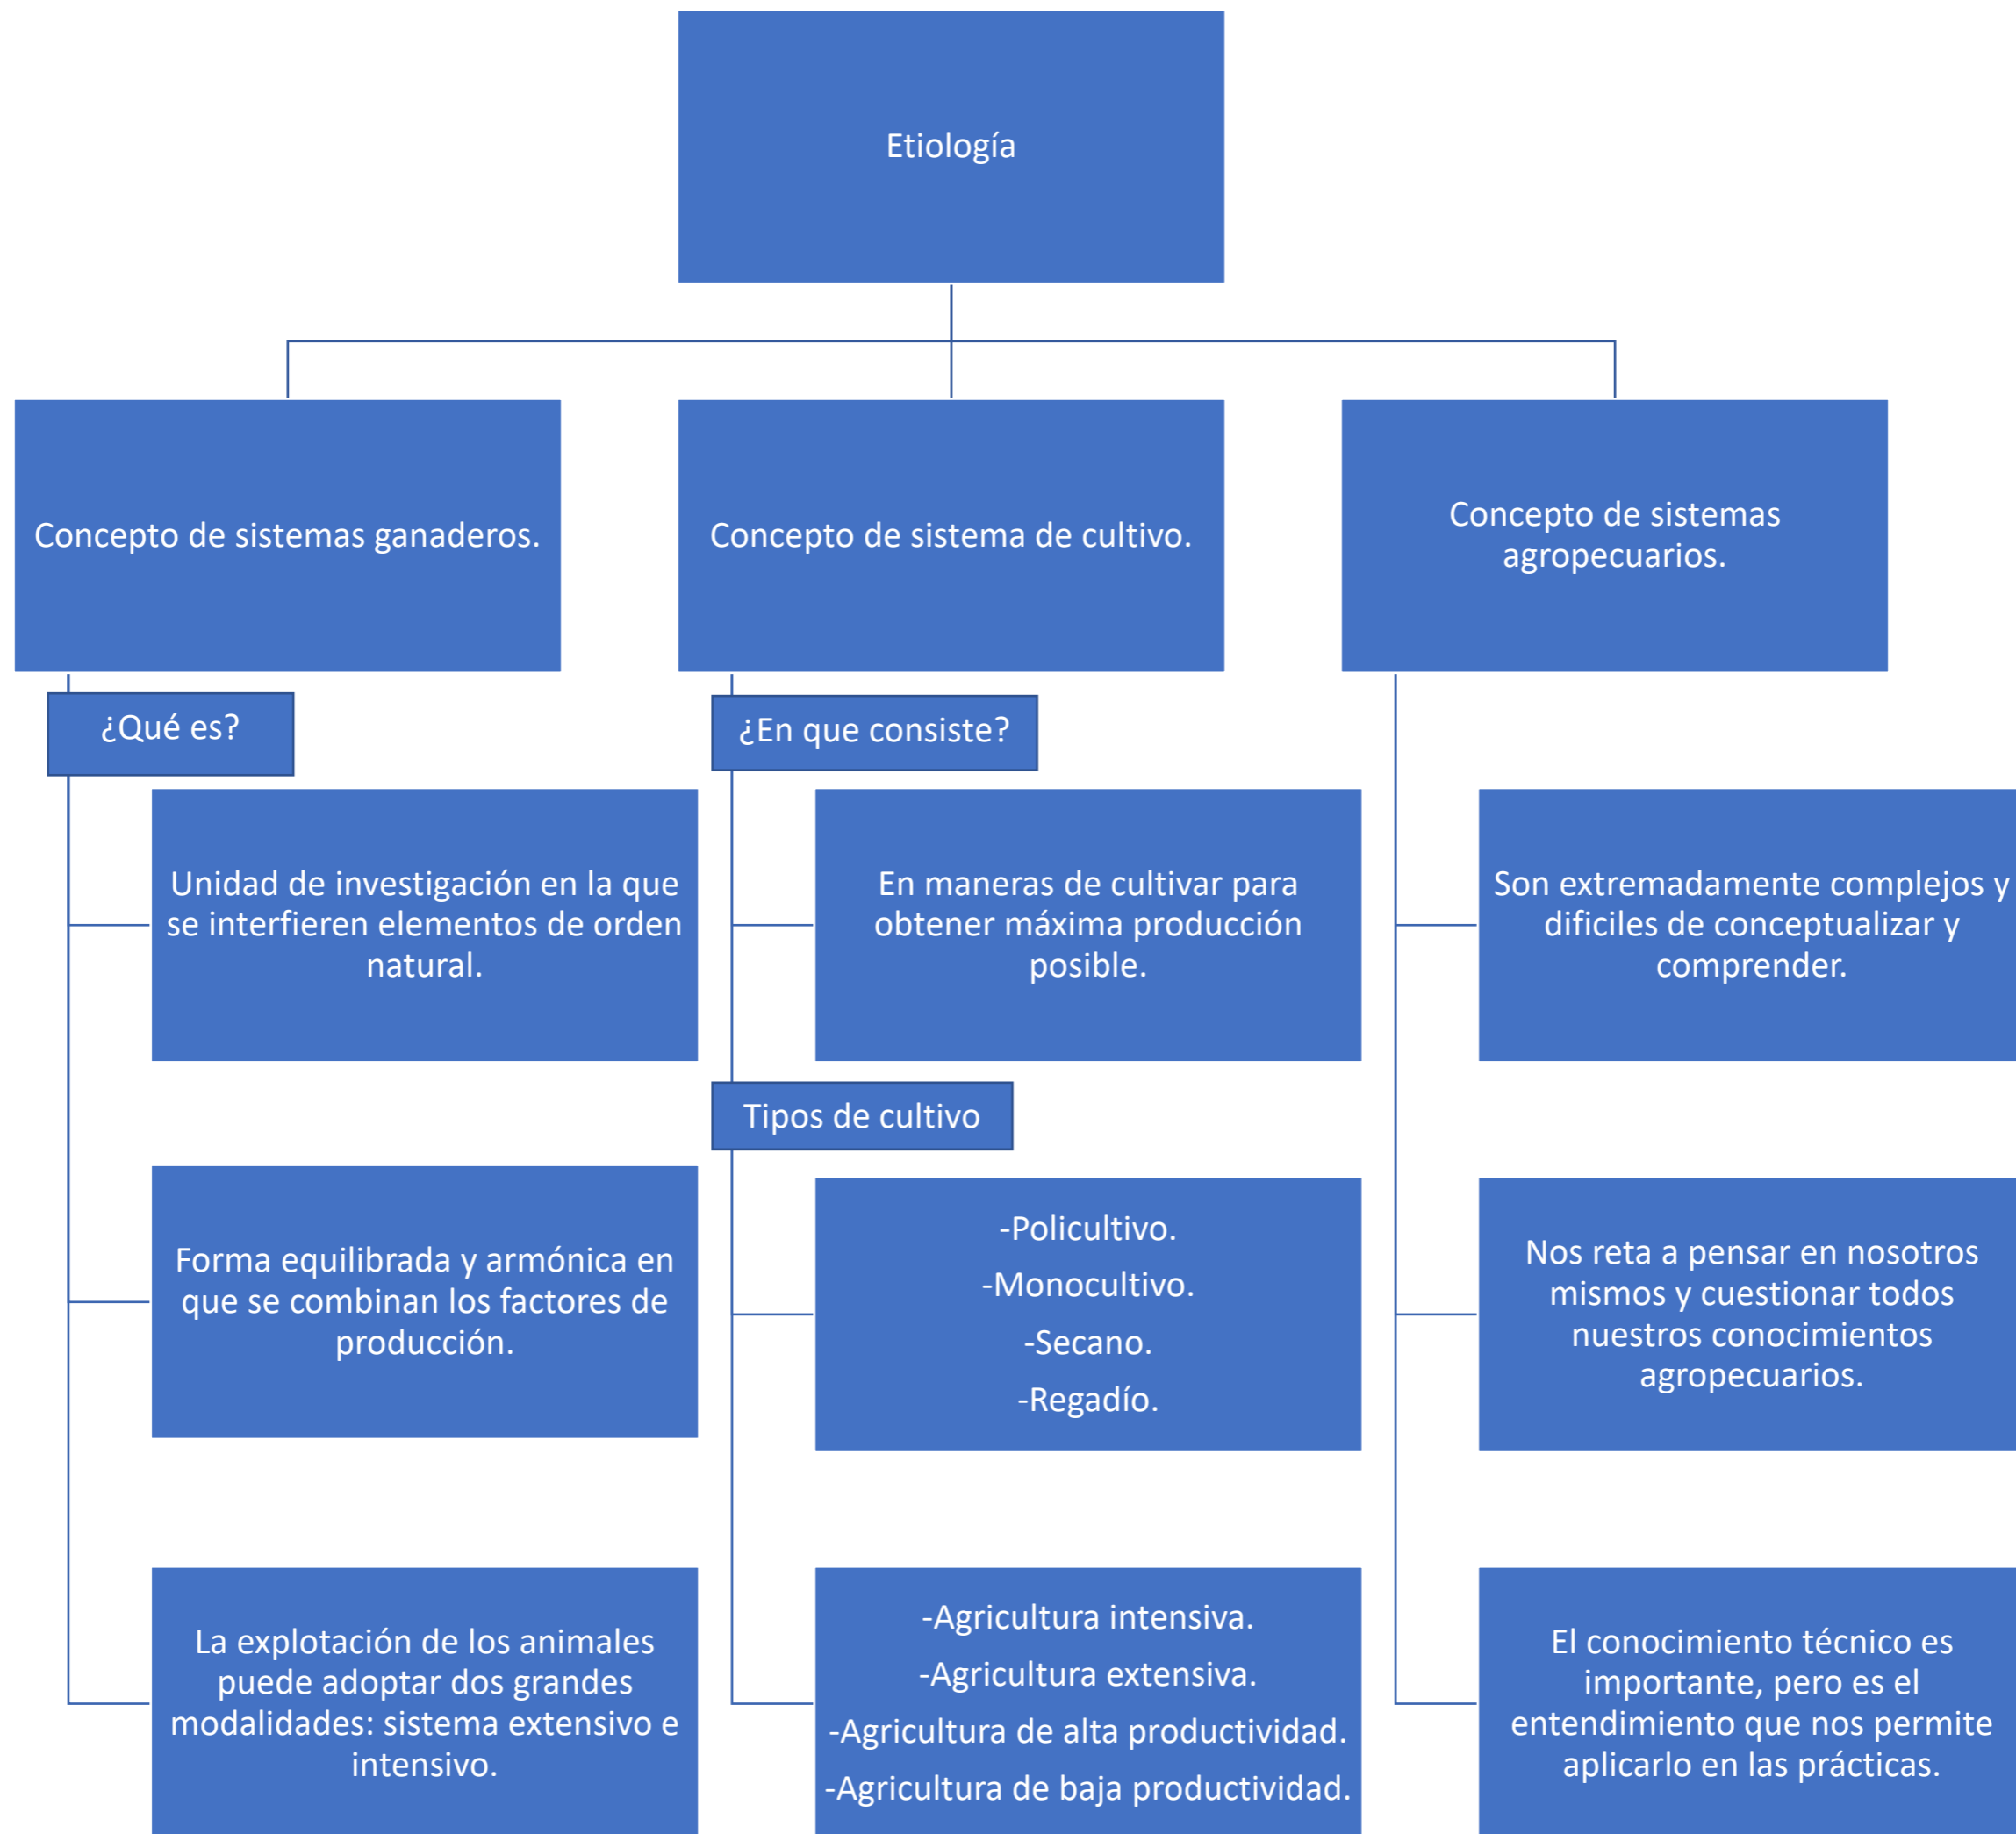 Etiología
Concepto de sistemas ganaderos.
¿Qué es?
Unidad de investigación en la que
se interfieren elementos de orden
natural.
Forma equilibrada y armónica en
que se combinan los factores de
producción.
La explotación de los animales
puede adoptar dos grandes
modalidades: sistema extensivo e
intensivo.
Concepto de sistema de cultivo.
¿En que consiste?
En maneras de cultivar para
obtener máxima producción
posible.
Tipos de cultivo
-Policultivo.
-Monocultivo.
-Secano.
-Regadío.
-Agricultura intensiva.
-Agricultura extensiva.
-Agricultura de alta productividad.
-Agricultura de baja productividad.
Concepto de sistemas
agropecuarios.
Son extremadamente complejos y
dificiles de conceptualizar y
comprender.
Nos reta a pensar en nosotros
mismos y cuestionar todos
nuestros conocimientos
agropecuarios.
El conocimiento técnico es
importante, pero es el
entendimiento que nos permite
aplicarlo en las prácticas.